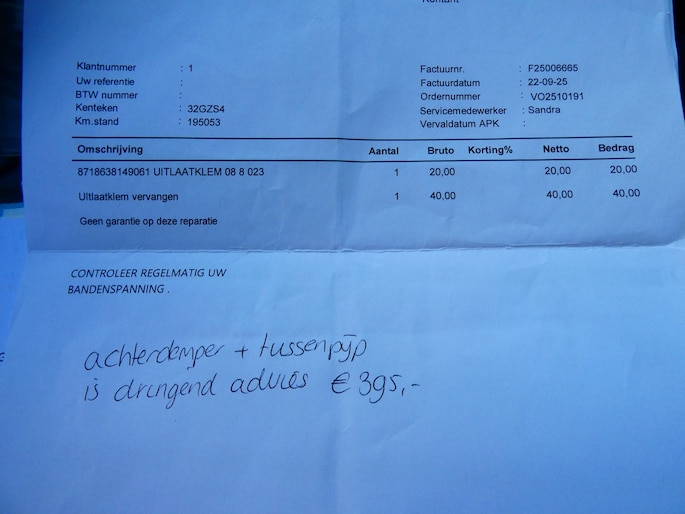 Klantnummer : 1
Uw referentie :
BTW nummer :
Kenteken : 32GZS4
Km.stand : 195053
Factuurnr. : F25006665
Factuurdatum : 22-09-25
Ordernummer : VO2510191
Servicemedewerker : Sandra
Vervaldatum APK :
Omschrijving Aantal Bruto Korting% Netto Bedrag
8718638149061 UITLAATKLEM 08 8 023 1 20,00 20,00 20,00
Uitlaatklem vervangen 1 40,00 40,00 40,00
Geen garantie op deze reparatie
CONTROLEER REGELMATIG UW
BANDENSPANNING .
achterdemper + tussenpijp
is dringend advies € 395,-